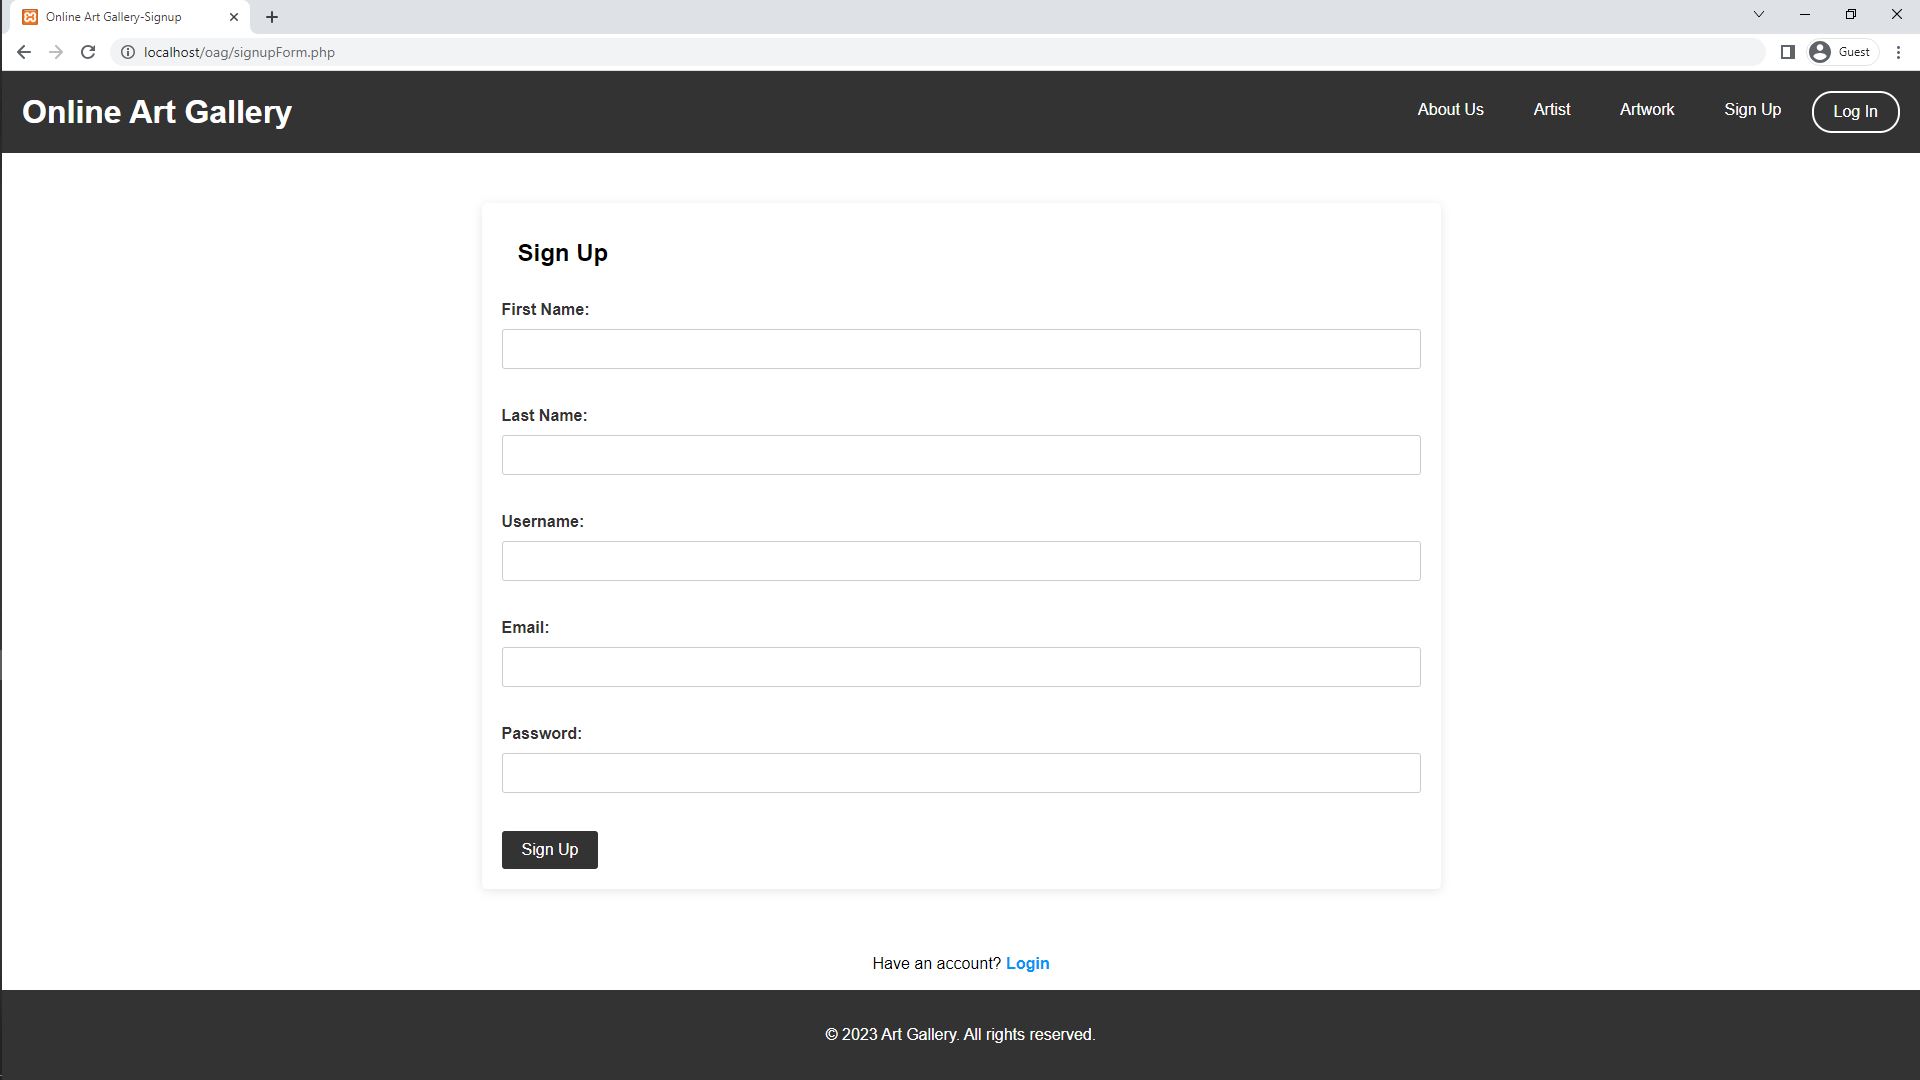 Online Art Gallery-Signup
localhost/oag/signupForm.php
Guest
Online Art Gallery
About Us
Artist
Artwork
Sign Up
Log In
Sign Up
First Name:
Last Name:
Username:
Email:
Password:
Sign Up
Have an account? Login
© 2023 Art Gallery. All rights reserved.